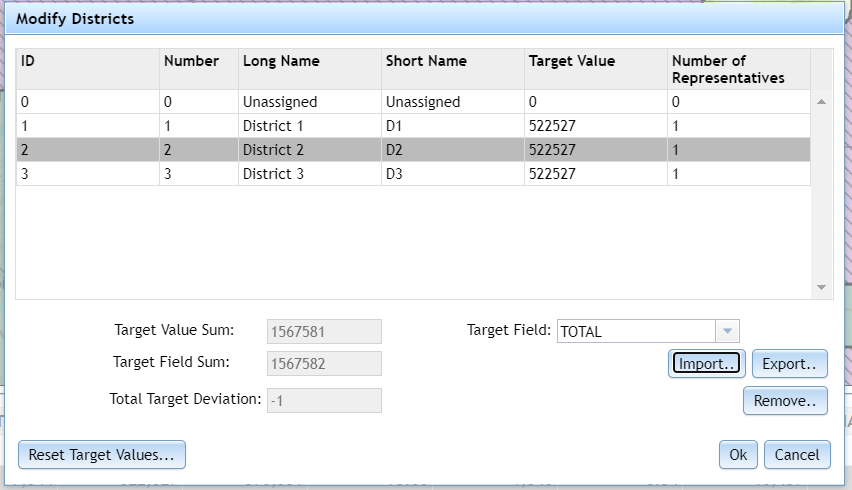 Modify Districts
ID Number Long Name Short Name Target Value Number of Representatives
0 0 Unassigned Unassigned 0 0
1 1 District 1 D1 522527 1
2 2 District 2 D2 522527 1
3 3 District 3 D3 522527 1
Target Value Sum: 1567581 Target Field: TOTAL
Target Field Sum: 1567582 Import.. Export..
Total Target Deviation: -1 Remove..
Reset Target Values... Ok Cancel